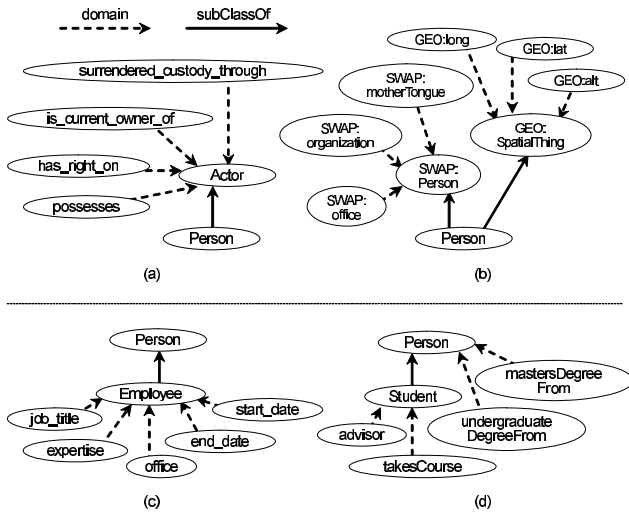 domain
subClassOf
surrendered_custody_through
is_current_owner_of
has_right_on
possesses
Actor
Person
(a)
GEO:long
GEO:lat
GEO:alt
SWAP:
motherTongue
SWAP:
organization
GEO:
SpatialThing
SWAP:
Person
SWAP:
office
Person
(b)
Person
Employee
job_title
start_date
expertise
end_date
office
(c)
Person
mastersDegree
From
Student
advisor
undergraduate
DegreeFrom
takesCourse
(d)